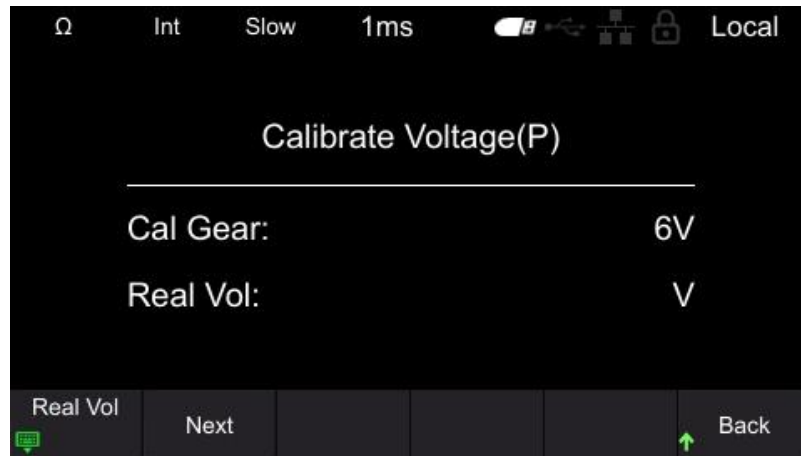 Ω Int Slow 1ms Local
Calibrate Voltage(P)
Cal Gear: 6V
Real Vol: V
Real Vol Next Back